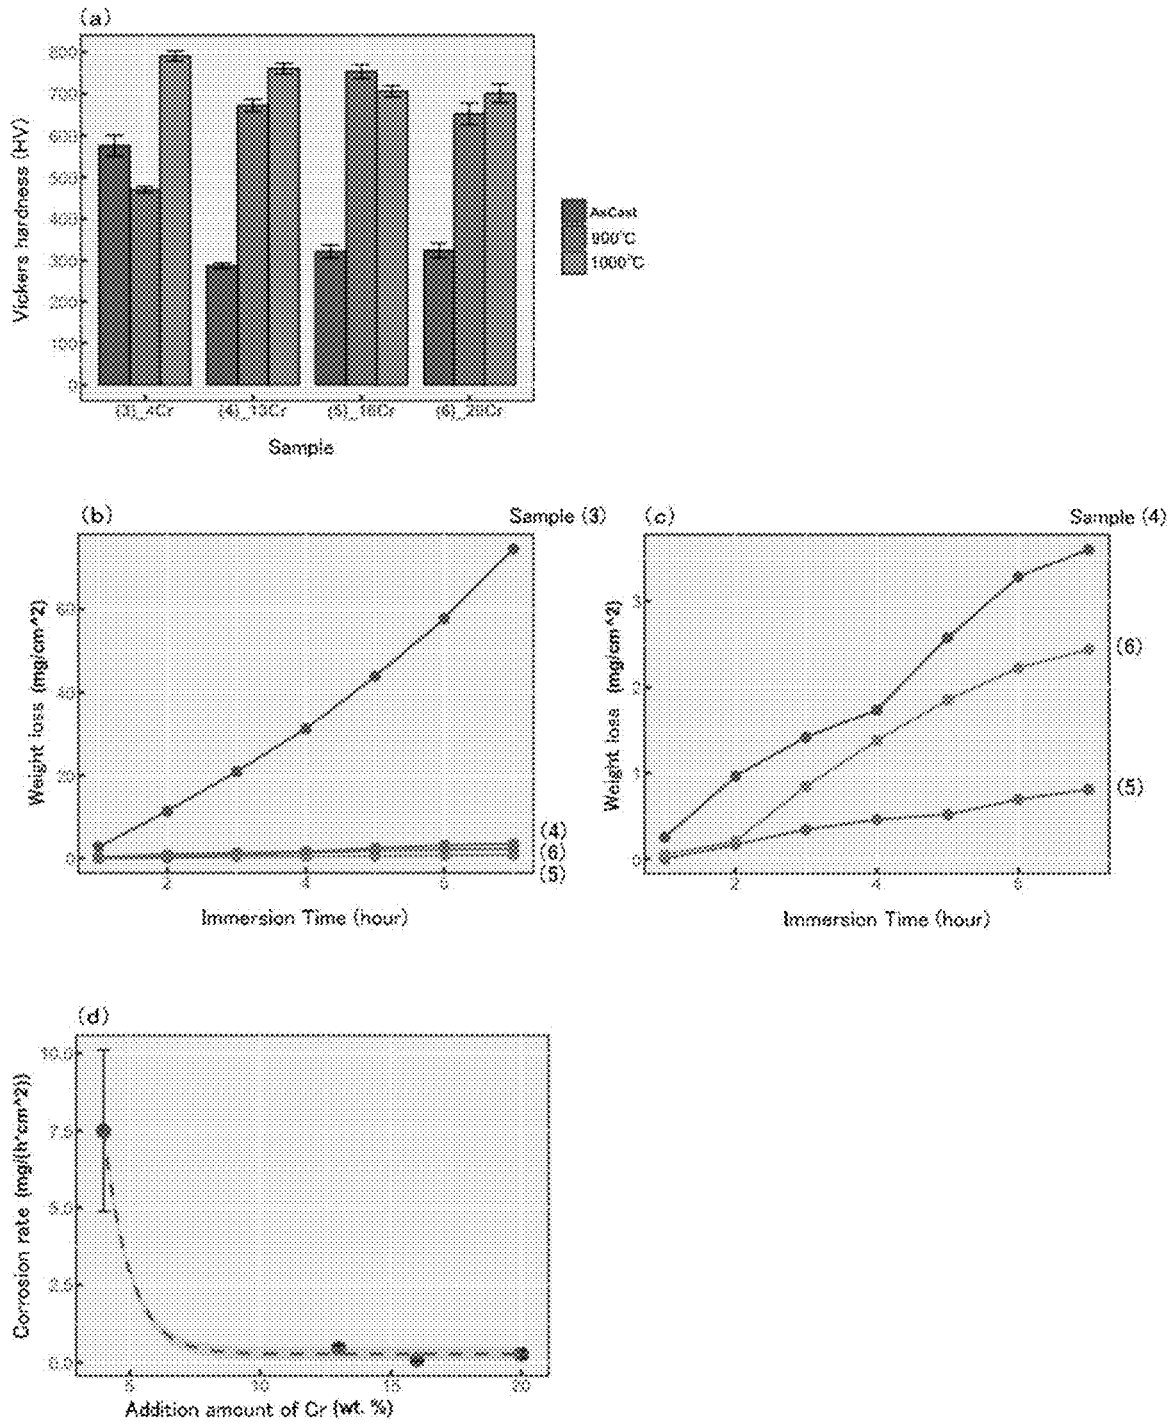 (a)
Vickers hardness (HV)
800
700
600
500
400
300
200
100
0
(3)_4Cr (4)_13Cr (5)_16Cr (6)_20Cr
Sample
AsCast
900℃
1000℃
(b)
Sample (3)
Weight loss (mg/cm^2)
60
40
20
0
2 4 6
(4)
(6)
(5)
Immersion Time (hour)
(c)
Sample (4)
Weight loss (mg/cm^2)
3
2
1
0
2 4 6
(6)
(5)
Immersion Time (hour)
(d)
Corrosion rate (mg/(h*cm^2))
10.0
7.5
5.0
2.5
0.0
5 10 15 20
Addition amount of Cr (wt. %)